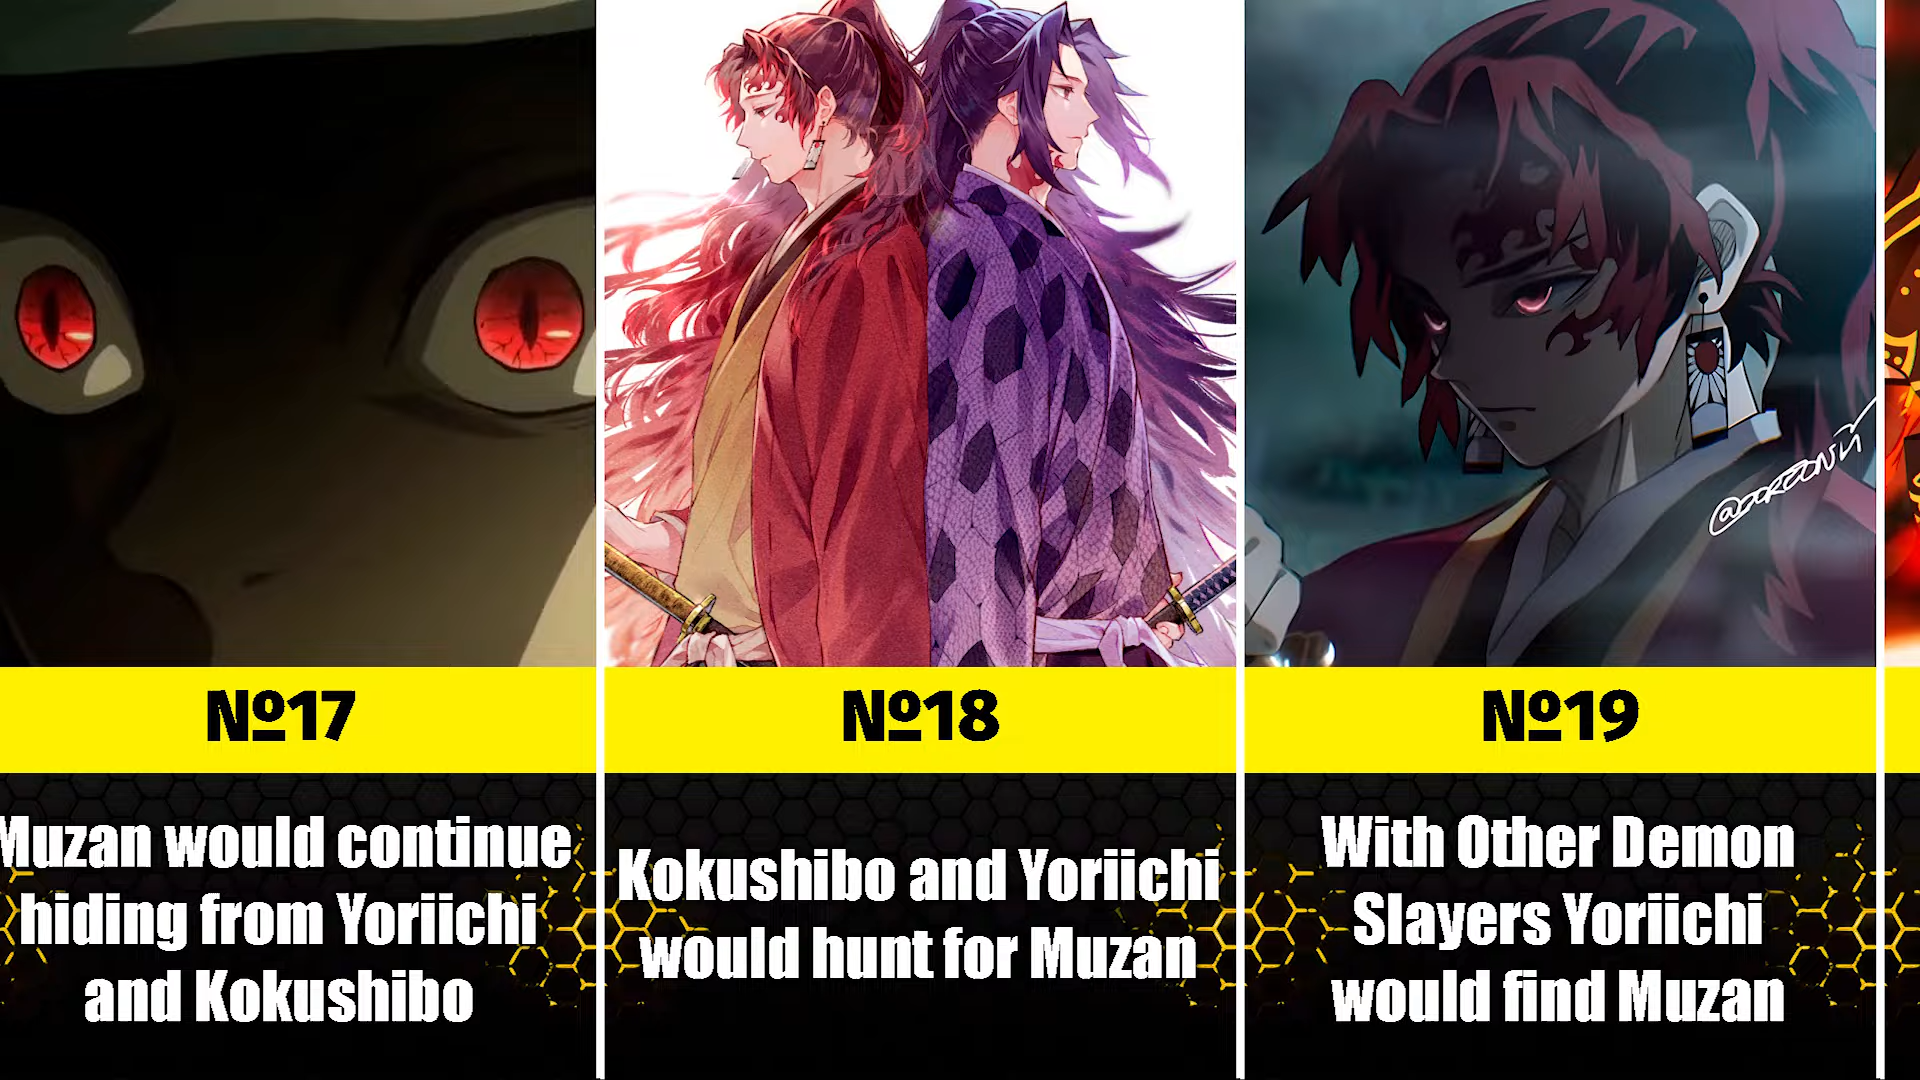 №17
Muzan would continue
hiding from Yoriichi
and Kokushibo
№18
Kokushibo and Yoriichi
would hunt for Muzan
№19
With Other Demon
Slayers Yoriichi
would find Muzan